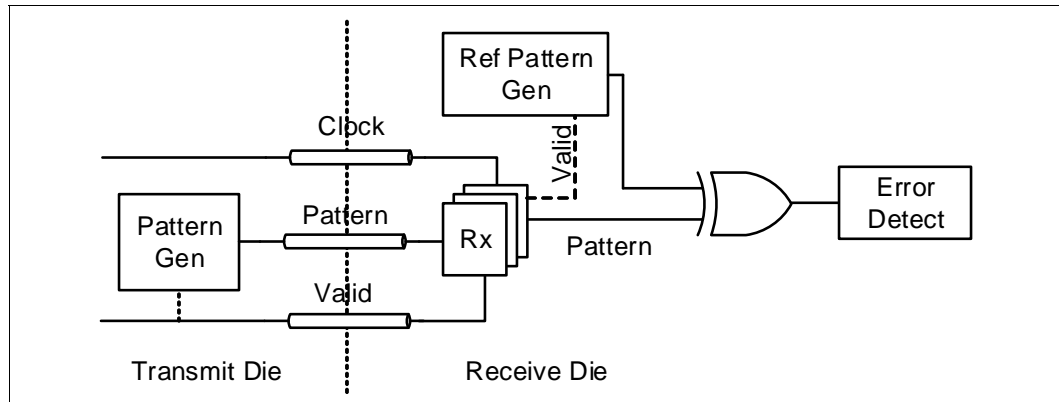 Ref Pattern
Gen
Clock
Valid
Pattern
Gen
Pattern
Rx
Pattern
Error
Detect
Valid
Transmit Die
Receive Die